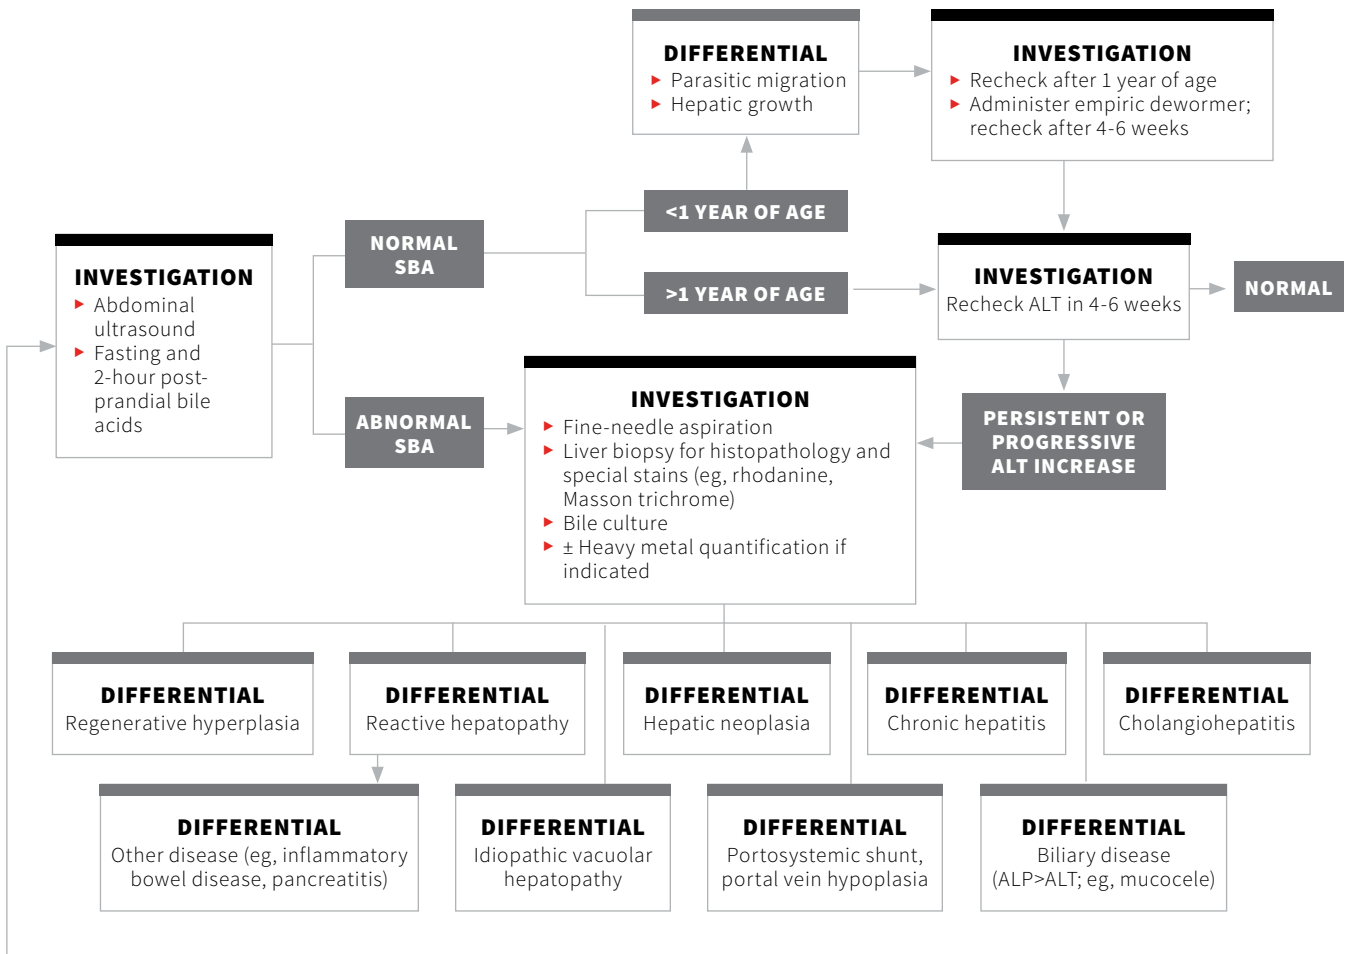 DIFFERENTIAL
▶ Parasitic migration
▶ Hepatic growth
INVESTIGATION
▶ Recheck after 1 year of age
▶ Administer empiric dewormer;
recheck after 4-6 weeks
<1 YEAR OF AGE
NORMAL
SBA
INVESTIGATION
▶ Abdominal
ultrasound
▶ Fasting and
2-hour post-
prandial bile
acids
>1 YEAR OF AGE
INVESTIGATION
Recheck ALT in 4-6 weeks
NORMAL
ABNORMAL
SBA
INVESTIGATION
▶ Fine-needle aspiration
▶ Liver biopsy for histopathology and
special stains (eg, rhodanine,
Masson trichrome)
▶ Bile culture
▶ ± Heavy metal quantification if
indicated
PERSISTENT OR
PROGRESSIVE
ALT INCREASE
DIFFERENTIAL
Regenerative hyperplasia
DIFFERENTIAL
Reactive hepatopathy
DIFFERENTIAL
Hepatic neoplasia
DIFFERENTIAL
Chronic hepatitis
DIFFERENTIAL
Cholangiohepatitis
DIFFERENTIAL
Other disease (eg, inflammatory
bowel disease, pancreatitis)
DIFFERENTIAL
Idiopathic vacuolar
hepatopathy
DIFFERENTIAL
Portosystemic shunt,
portal vein hypoplasia
DIFFERENTIAL
Biliary disease
(ALP>ALT; eg, mucocele)